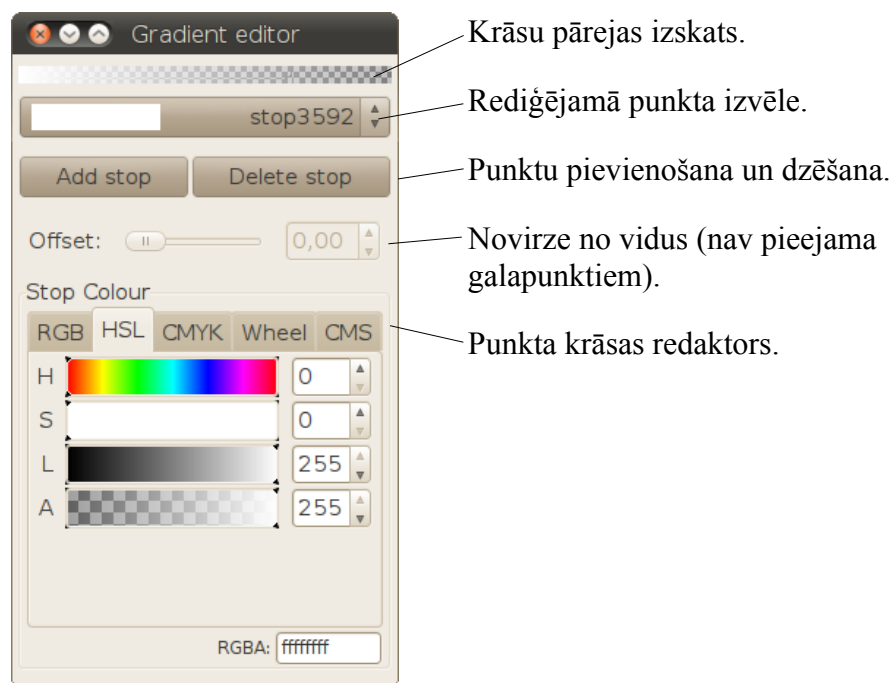 Gradient editor
Krāsu pārejas izskats.
stop3592
Rediģējamā punkta izvēle.
Add stop Delete stop
Punktu pievienošana un dzēšana.
Offset: 0,00
Novirze no vidus (nav pieejama
galapunktiem).
Stop Colour
RGB HSL CMYK Wheel CMS
Punkta krāsas redaktors.
H 0
S 0
L 255
A 255
RGBA: ffffffff